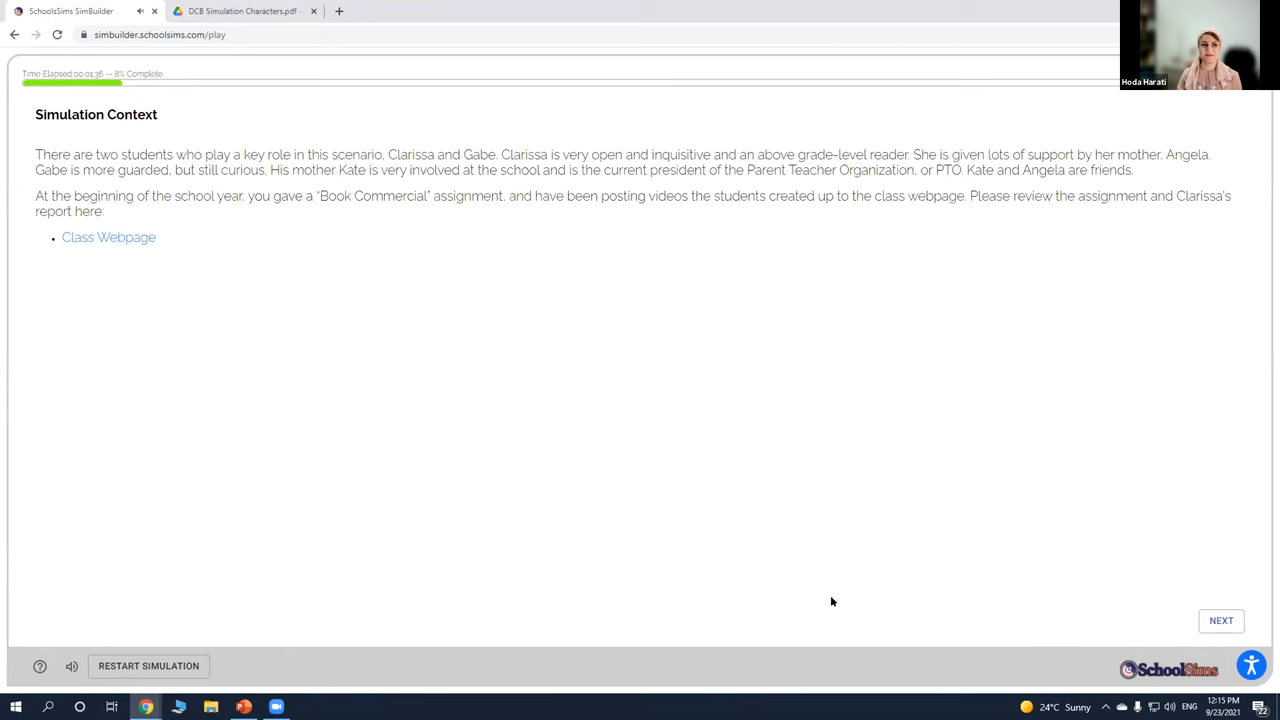 SchoolsSims SimBuilder
DCB Simulation Characters.pdf -
simbuilder.schoolsims.com/play
Hoda Harati
Time Elapsed:00:01:36 -- 8% Complete
Simulation Context
There are two students who play a key role in this scenario, Clarissa and Gabe. Clarissa is very open and inquisitive and an above grade-level reader. She is given lots of support by her mother, Angela.
Gabe is more guarded, but still curious. His mother Kate is very involved at the school and is the current president of the Parent Teacher Organization, or PTO. Kate and Angela are friends.
At the beginning of the school year, you gave a “Book Commercial” assignment, and have been posting videos the students created up to the class webpage. Please review the assignment and Clarissa's
report here:
• Class Webpage
NEXT
RESTART SIMULATION
SchoolSims
24°C Sunny
ENG
12:15 PM
9/23/2021
22